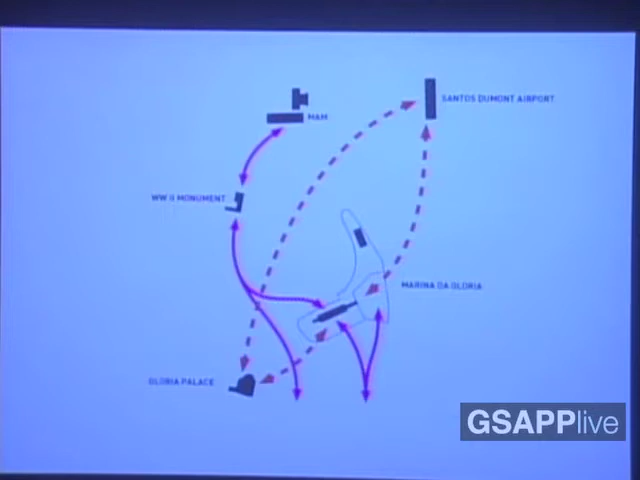 SANTOS DUMONT AIRPORT
MAM
WW II MONUMENT
MARINA DA GLORIA
GLORIA PALACE
GSAPPlive